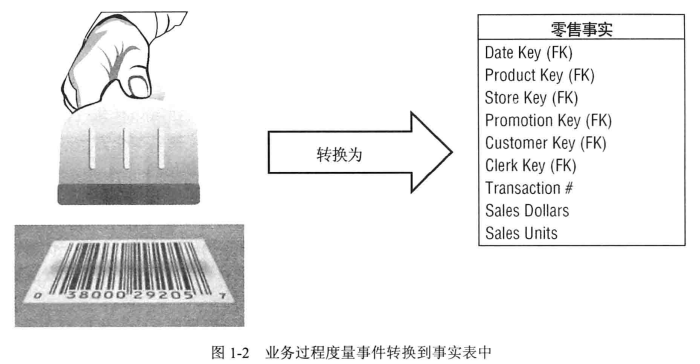 零售事实
Date Key (FK)
Product Key (FK)
Store Key (FK)
Promotion Key (FK)
Customer Key (FK)
Clerk Key (FK)
Transaction #
Sales Dollars
Sales Units
转换为
0 38000 29205 7
图 1-2 业务过程度量事件转换到事实表中